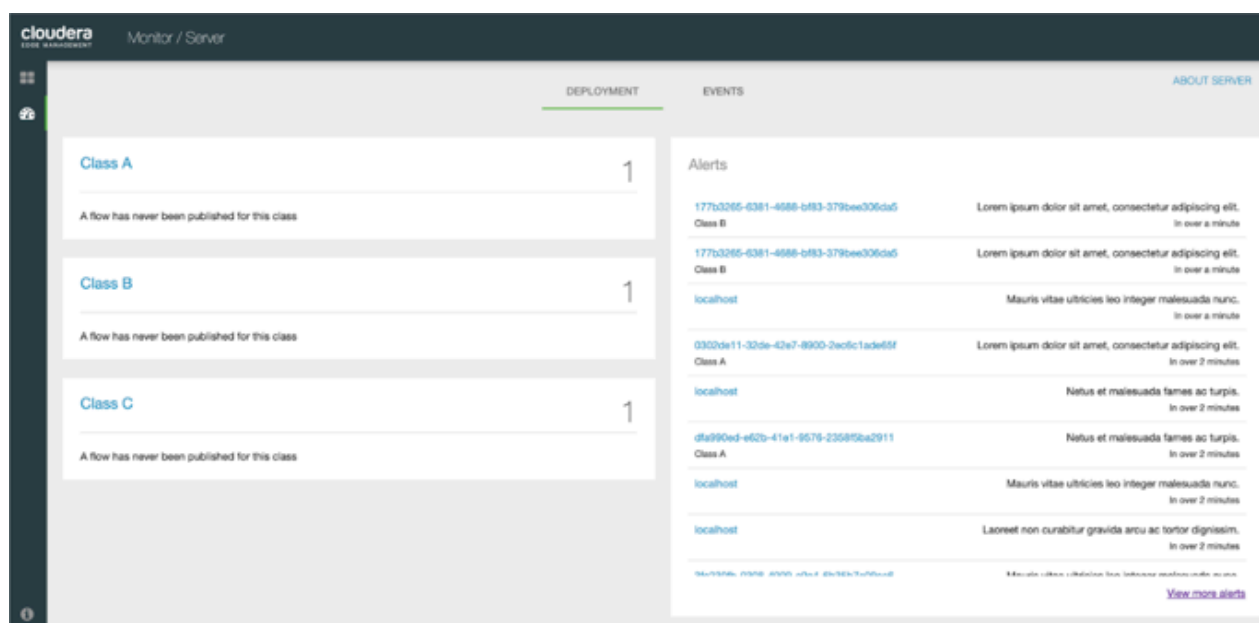 cloudera
EDGE MANAGEMENT
Monitor / Server
ABOUT SERVER
DEPLOYMENT
EVENTS
Class A
1
A flow has never been published for this class
Class B
1
A flow has never been published for this class
Class C
1
A flow has never been published for this class
Alerts
177b3265-6381-4688-bf83-379bee306da5
Lorem ipsum dolor sit amet, consectetur adipiscing elit.
Class B
In over a minute
177b3265-6381-4688-bf83-379bee306da5
Lorem ipsum dolor sit amet, consectetur adipiscing elit.
Class B
In over a minute
localhost
Mauris vitae ultricies leo integer malesuada nunc.
In over a minute
0302de11-32de-42e7-8900-2ec6c1ade65f
Lorem ipsum dolor sit amet, consectetur adipiscing elit.
Class A
In over 2 minutes
localhost
Netus et malesuada fames ac turpis.
In over 2 minutes
dfa990ed-e62b-41e1-9576-2358f5ba2911
Netus et malesuada fames ac turpis.
Class A
In over 2 minutes
localhost
Mauris vitae ultricies leo integer malesuada nunc.
In over 2 minutes
localhost
Laoreet non curabitur gravida arcu ac tortor dignissim.
In over 2 minutes
Mauris vitae ultricies leo integer malesuada nunc.
View more alerts